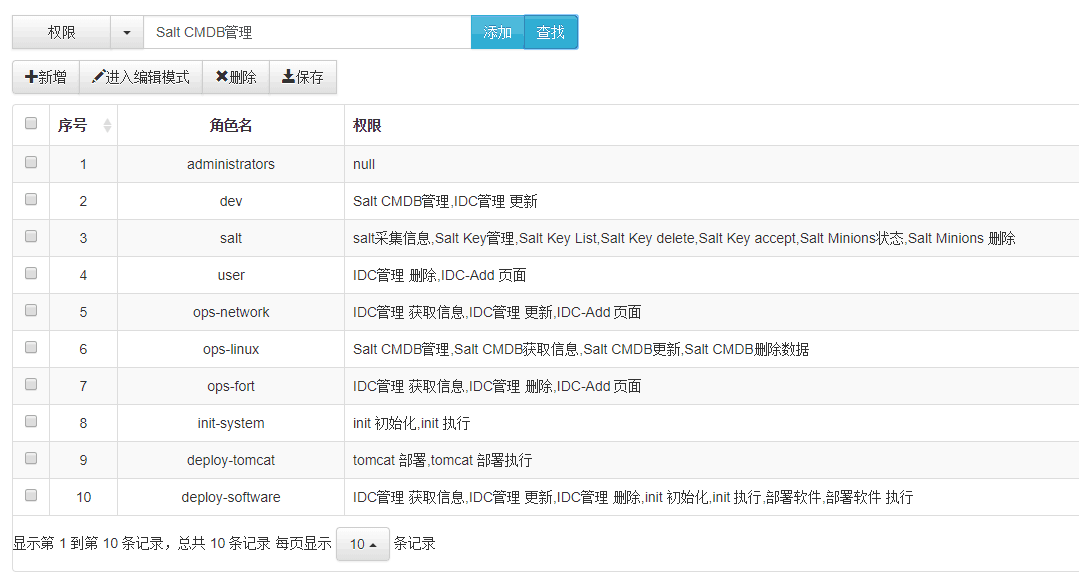 权限 Salt CMDB管理 添加 查找
新增 进入编辑模式 删除 保存
序号 角色名 权限
1 administrators null
2 dev Salt CMDB管理,IDC管理 更新
3 salt salt采集信息,Salt Key管理,Salt Key List,Salt Key delete,Salt Key accept,Salt Minions状态,Salt Minions 删除
4 user IDC管理 删除,IDC-Add 页面
5 ops-network IDC管理 获取信息,IDC管理 更新,IDC-Add 页面
6 ops-linux Salt CMDB管理,Salt CMDB获取信息,Salt CMDB更新,Salt CMDB删除数据
7 ops-fort IDC管理 获取信息,IDC管理 删除,IDC-Add 页面
8 init-system init 初始化,init 执行
9 deploy-tomcat tomcat 部署,tomcat 部署执行
10 deploy-software IDC管理 获取信息,IDC管理 更新,IDC管理 删除,init 初始化,init 执行,部署软件,部署软件 执行
显示第 1 到第 10 条记录，总共 10 条记录 每页显示 10 条记录